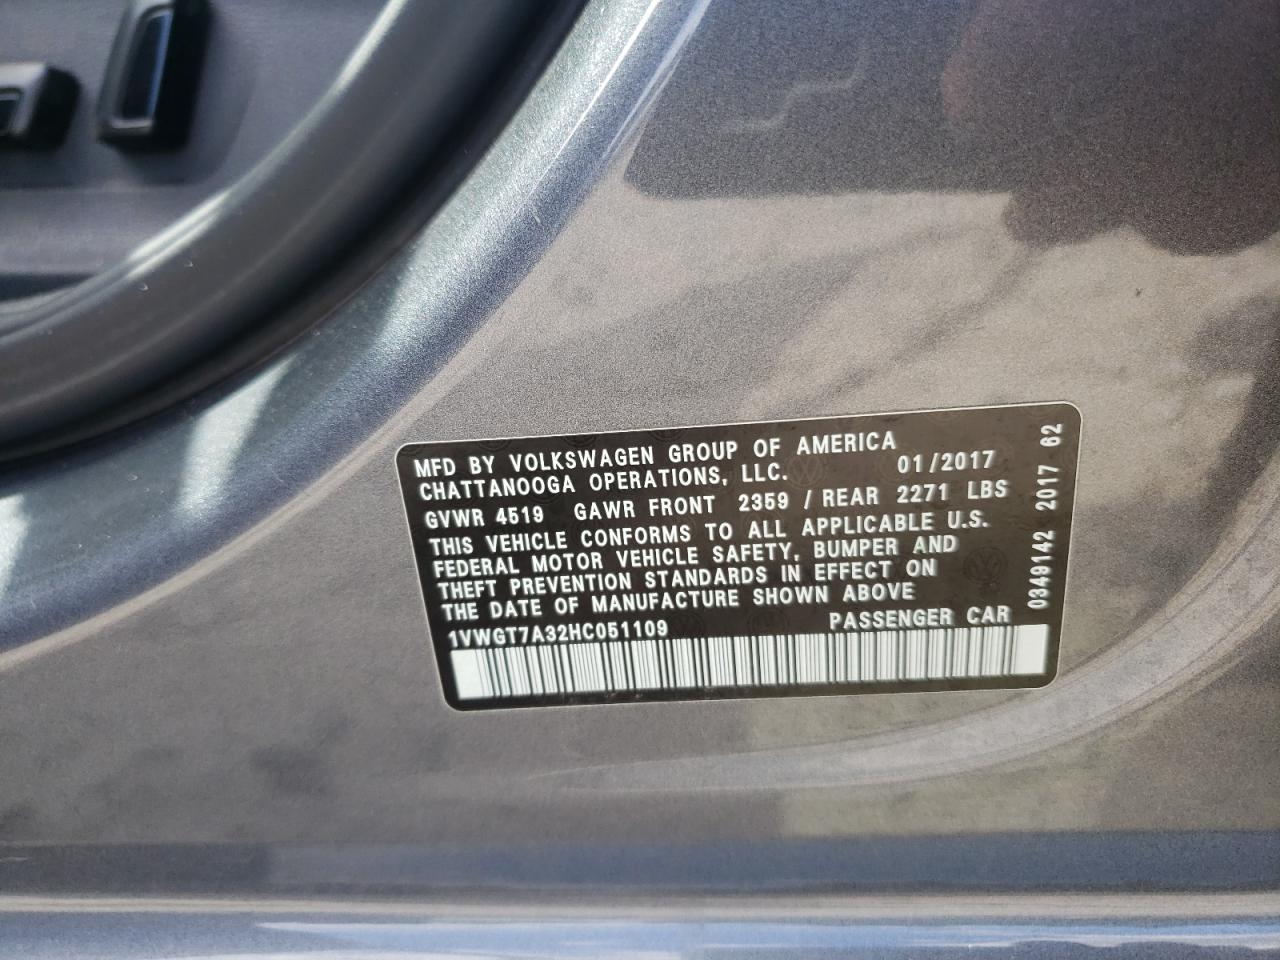 MFD BY VOLKSWAGEN GROUP OF AMERICA
CHATTANOOGA OPERATIONS, LLC. 01/2017
GVWR 4519 GAWR FRONT 2359 / REAR 2271 LBS
THIS VEHICLE CONFORMS TO ALL APPLICABLE U.S.
FEDERAL MOTOR VEHICLE SAFETY, BUMPER AND
THEFT PREVENTION STANDARDS IN EFFECT ON
THE DATE OF MANUFACTURE SHOWN ABOVE
1VWGT7A32HC051109 PASSENGER CAR
0349142 2017 62